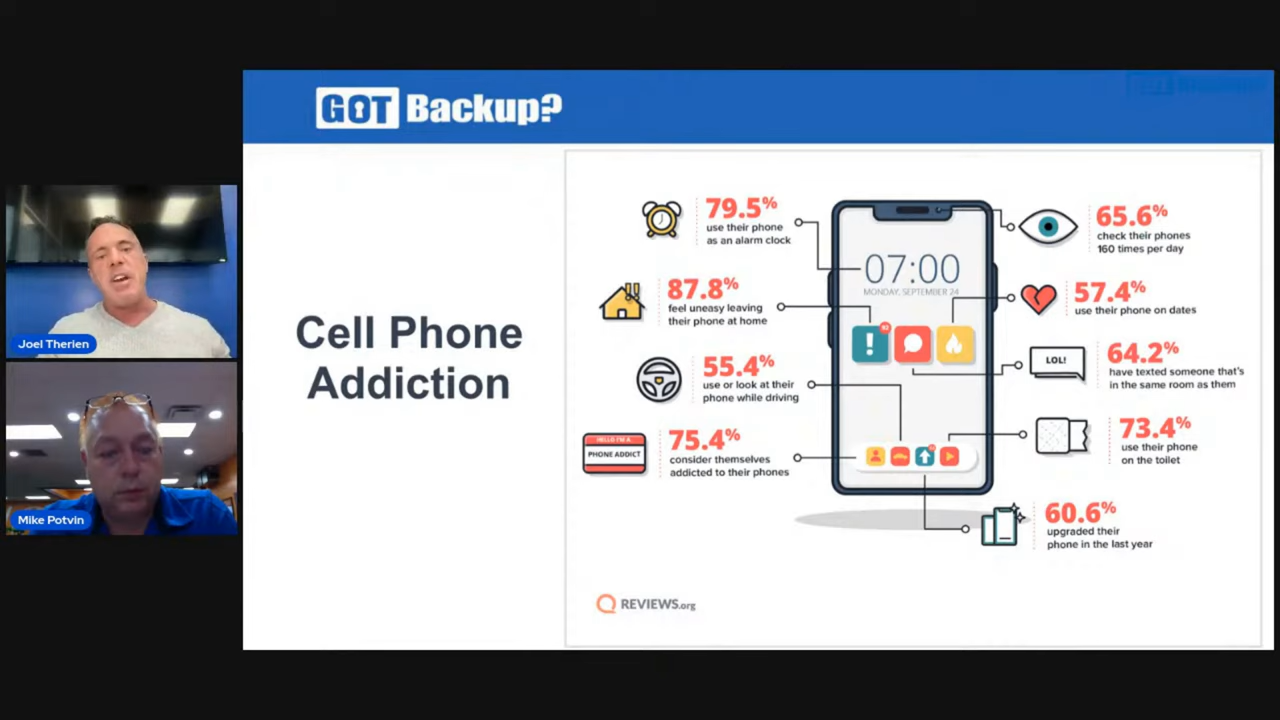 GOT Backup?
Joel Therien
Mike Potvin
Cell Phone
Addiction
79.5%
use their phone
as an alarm clock
87.8%
feel uneasy leaving
their phone at home
55.4%
use or look at their
phone while driving
HELLO I'M A
PHONE ADDICT
75.4%
consider themselves
addicted to their phones
07:00
MONDAY, SEPTEMBER 24
65.6%
check their phones
160 times per day
57.4%
use their phone on dates
LOL!
64.2%
have texted someone that's
in the same room as them
73.4%
use their phone
on the toilet
60.6%
upgraded their
phone in the last year
REVIEWS.org